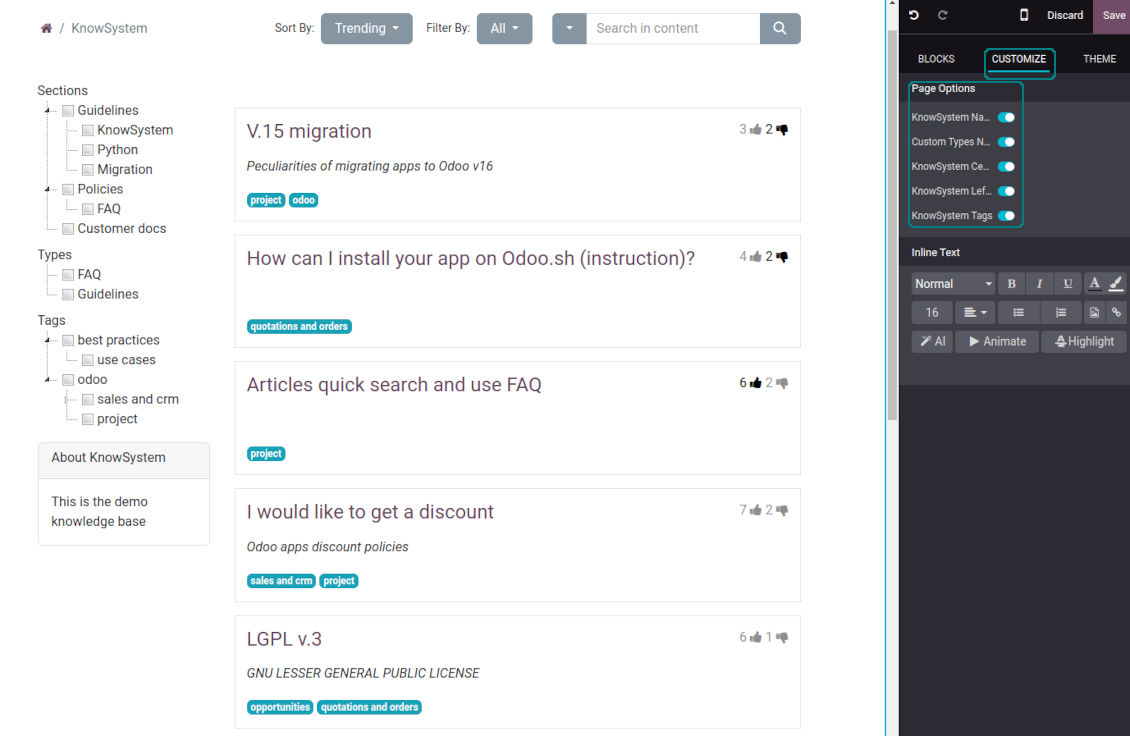 / KnowSystem
Sort By: Trending
Filter By: All
Search in content
Sections
Guidelines
KnowSystem
Python
Migration
Policies
FAQ
Customer docs
Types
FAQ
Guidelines
Tags
best practices
use cases
odoo
sales and crm
project
About KnowSystem
This is the demo
knowledge base
V.15 migration
3 2
Peculiarities of migrating apps to Odoo v16
project odoo
How can I install your app on Odoo.sh (instruction)?
4 2
quotations and orders
Articles quick search and use FAQ
6 2
project
I would like to get a discount
7 2
Odoo apps discount policies
sales and crm project
LGPL v.3
6 1
GNU LESSER GENERAL PUBLIC LICENSE
opportunities quotations and orders
Discard Save
BLOCKS CUSTOMIZE THEME
Page Options
KnowSystem Na...
Custom Types N...
KnowSystem Ce...
KnowSystem Lef...
KnowSystem Tags
Inline Text
Normal B I U A
16
AI Animate Highlight